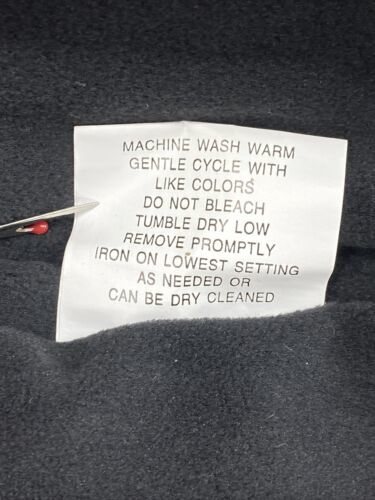 MACHINE WASH WARM
GENTLE CYCLE WITH
LIKE COLORS
DO NOT BLEACH
TUMBLE DRY LOW
REMOVE PROMPTLY
IRON ON LOWEST SETTING
AS NEEDED OR
CAN BE DRY CLEANED